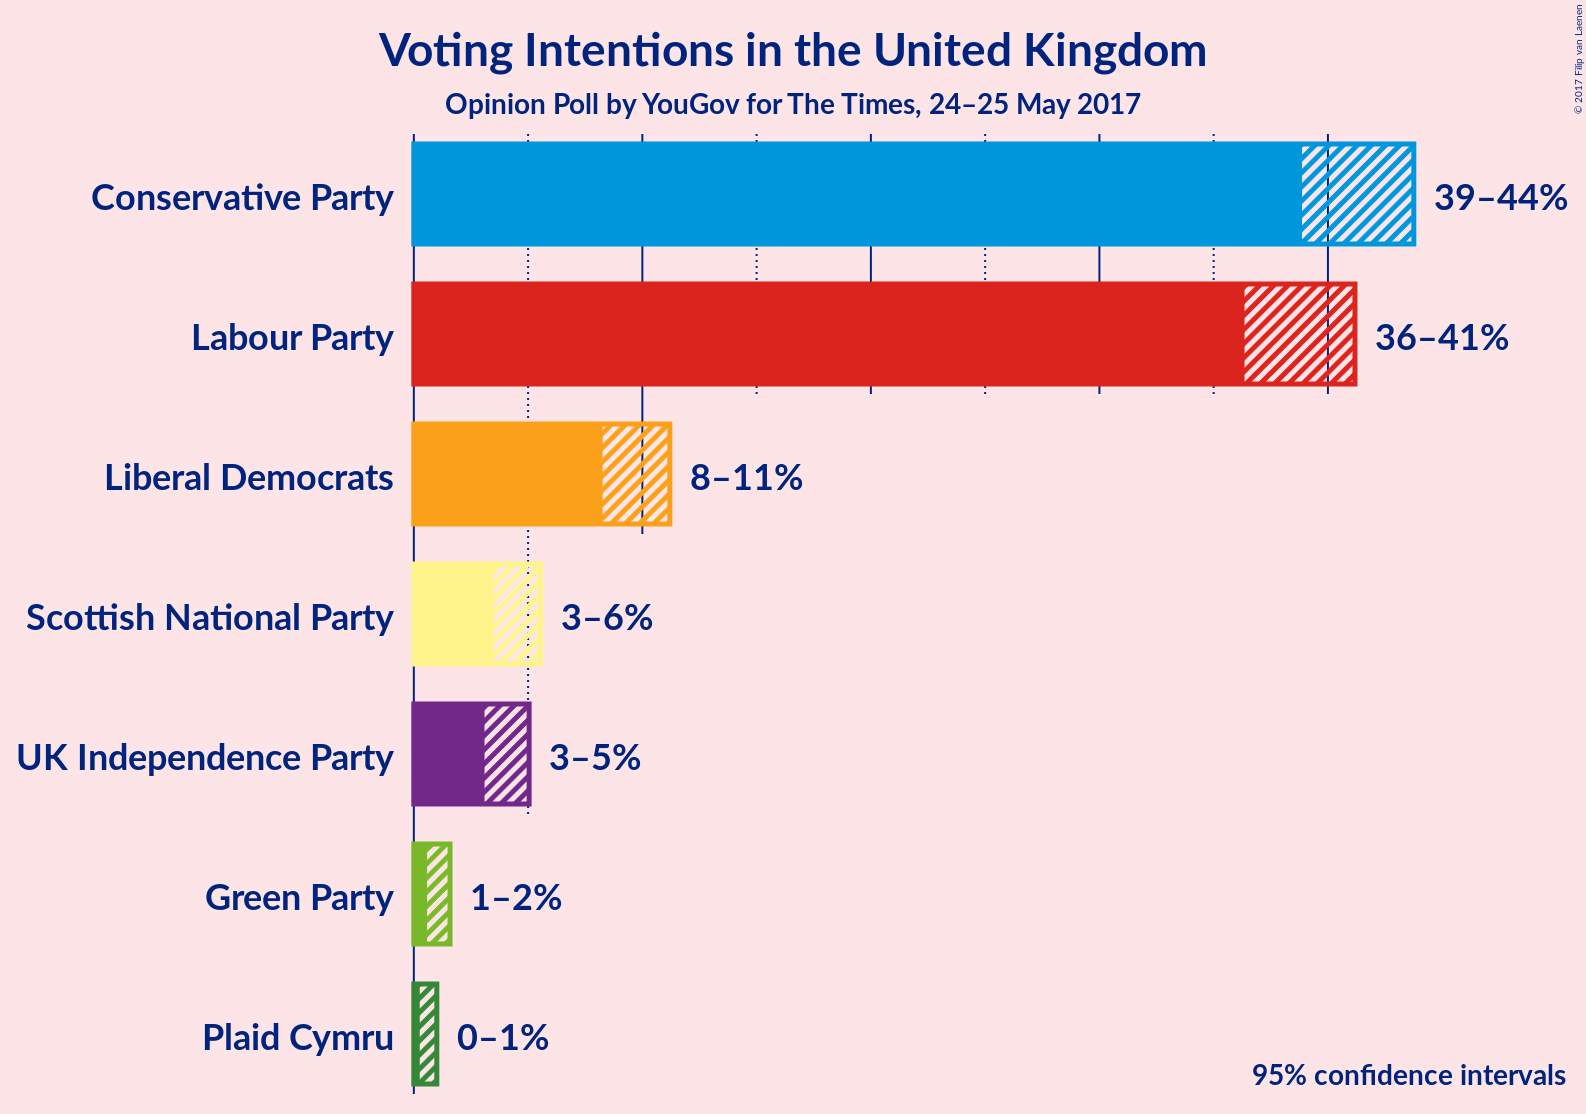 Voting Intentions in the United Kingdom
Opinion Poll by YouGov for The Times, 24–25 May 2017
© 2017 Filip van Laenen
Conservative Party 39–44%
Labour Party 36–41%
Liberal Democrats 8–11%
Scottish National Party 3–6%
UK Independence Party 3–5%
Green Party 1–2%
Plaid Cymru 0–1%
95% confidence intervals